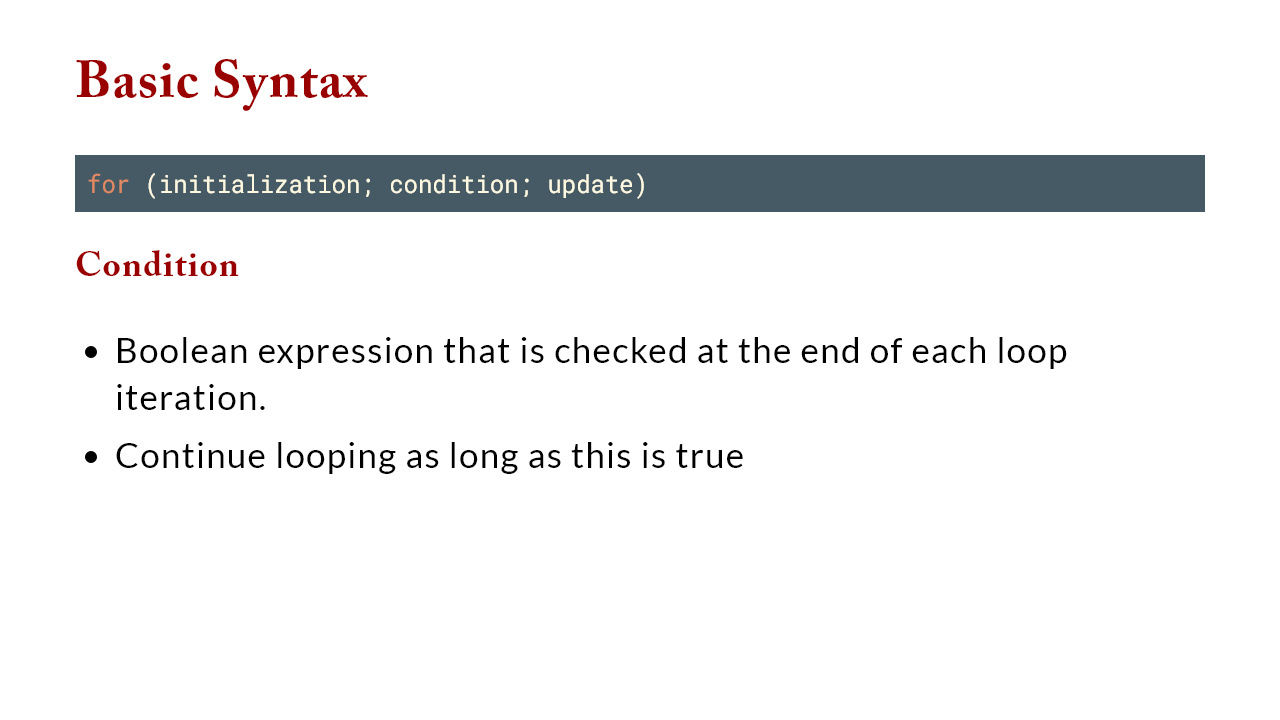 Basic Syntax
for (initialization; condition; update)
Condition
• Boolean expression that is checked at the end of each loop
iteration.
• Continue looping as long as this is true